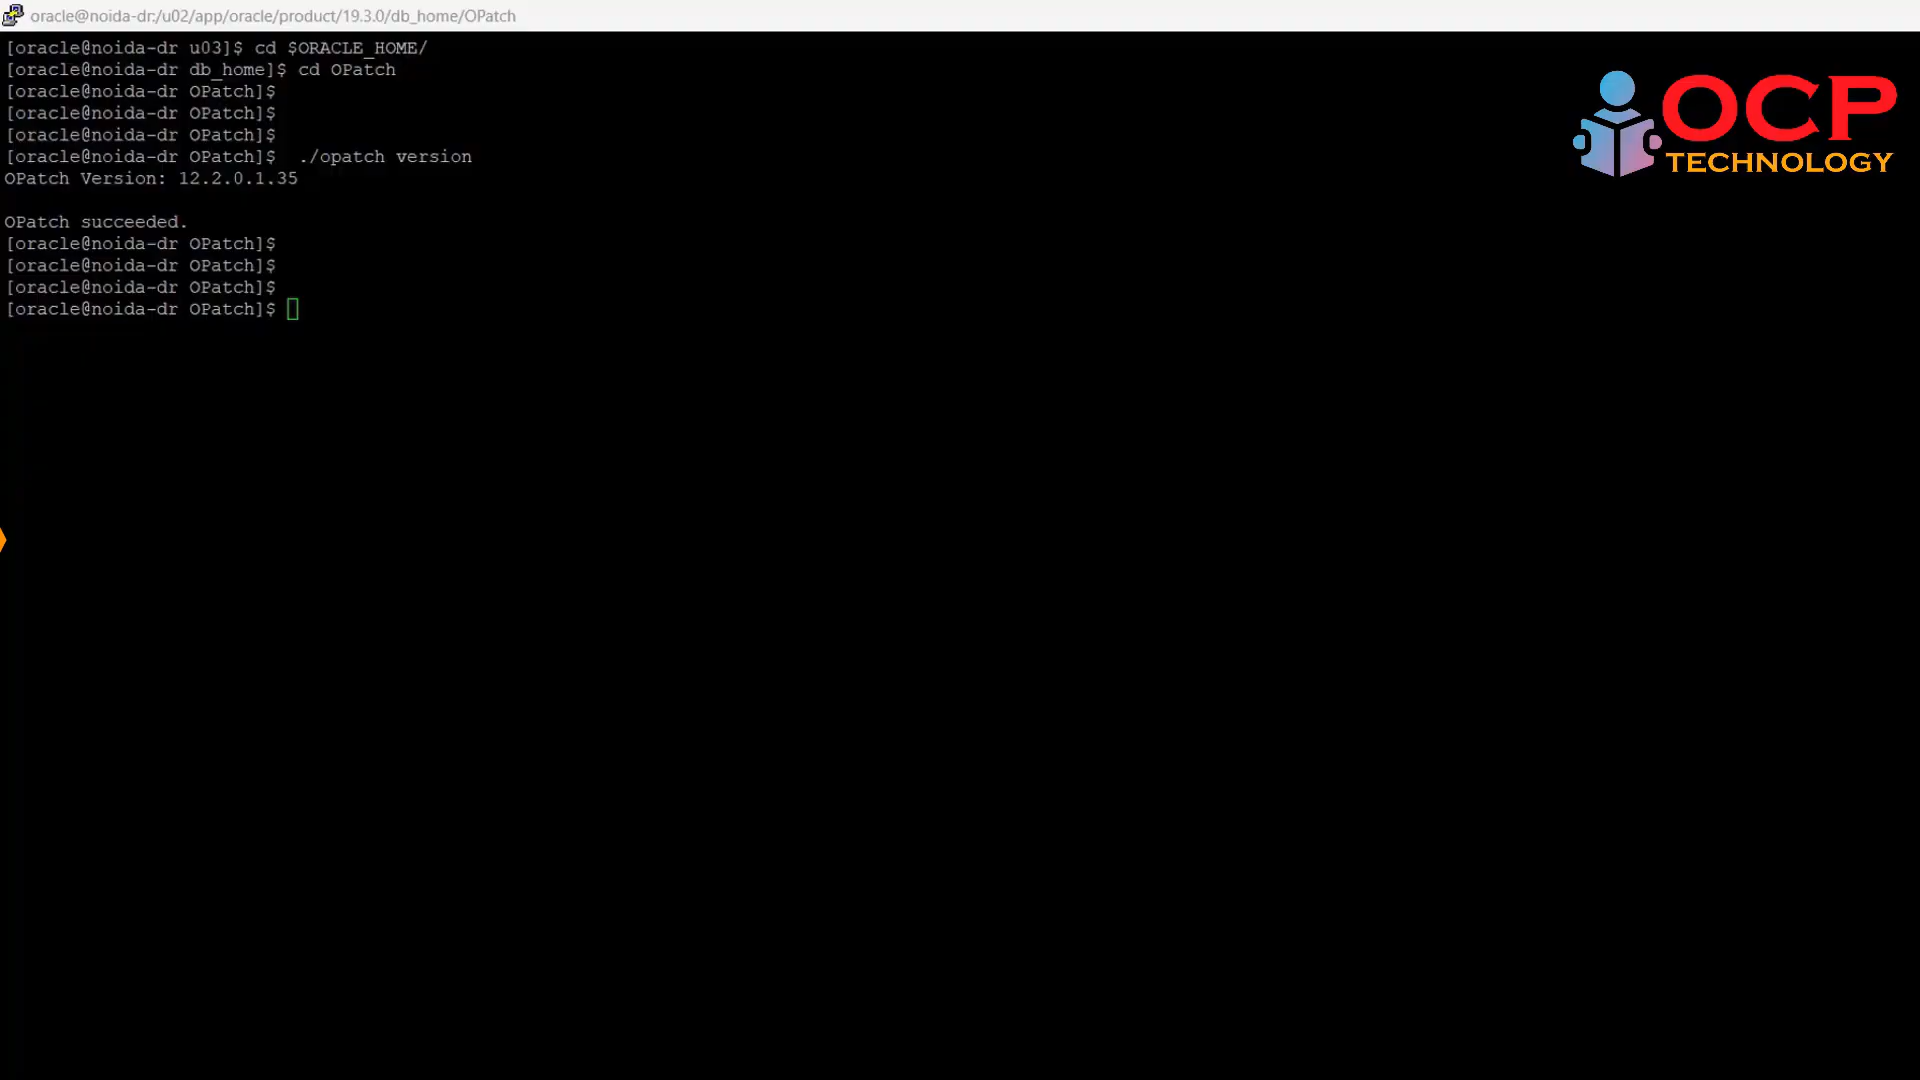 oracle@noida-dr:/u02/app/oracle/product/19.3.0/db_home/OPatch
[oracle@noida-dr u03]$ cd $ORACLE_HOME/
[oracle@noida-dr db_home]$ cd OPatch
[oracle@noida-dr OPatch]$
[oracle@noida-dr OPatch]$
[oracle@noida-dr OPatch]$
[oracle@noida-dr OPatch]$  ./opatch version
OPatch Version: 12.2.0.1.35
OPatch succeeded.
[oracle@noida-dr OPatch]$
[oracle@noida-dr OPatch]$
[oracle@noida-dr OPatch]$
[oracle@noida-dr OPatch]$
OCP
TECHNOLOGY